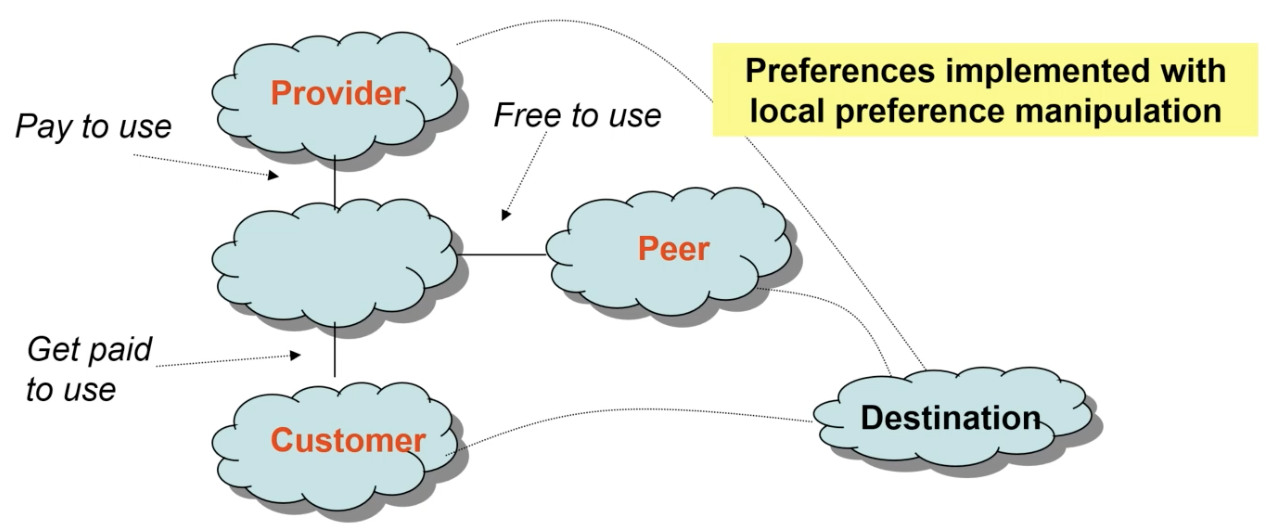 Provider
Preferences implemented with
local preference manipulation
Pay to use
Free to use
Peer
Get paid
to use
Customer
Destination